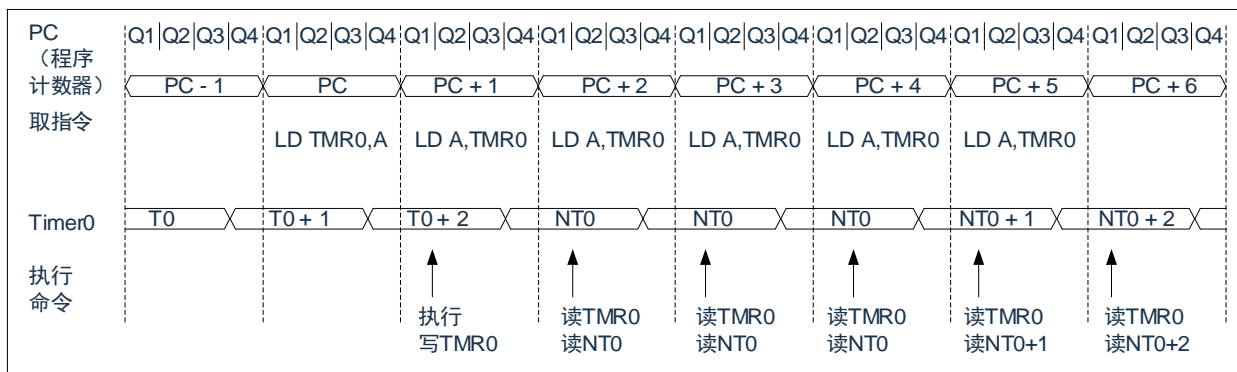 PC
（程序
计数器）
Q1 Q2 Q3 Q4 Q1 Q2 Q3 Q4 Q1 Q2 Q3 Q4 Q1 Q2 Q3 Q4 Q1 Q2 Q3 Q4 Q1 Q2 Q3 Q4 Q1 Q2 Q3 Q4 Q1 Q2 Q3 Q4
PC - 1 PC PC + 1 PC + 2 PC + 3 PC + 4 PC + 5 PC + 6
取指令
LD TMR0,A LD A,TMR0 LD A,TMR0 LD A,TMR0 LD A,TMR0 LD A,TMR0
Timer0 T0 T0 + 1 T0 + 2 NT0 NT0 NT0 NT0 + 1 NT0 + 2
执行
命令
执行
写TMR0
读TMR0
读NT0
读TMR0
读NT0
读TMR0
读NT0
读TMR0
读NT0+1
读TMR0
读NT0+2